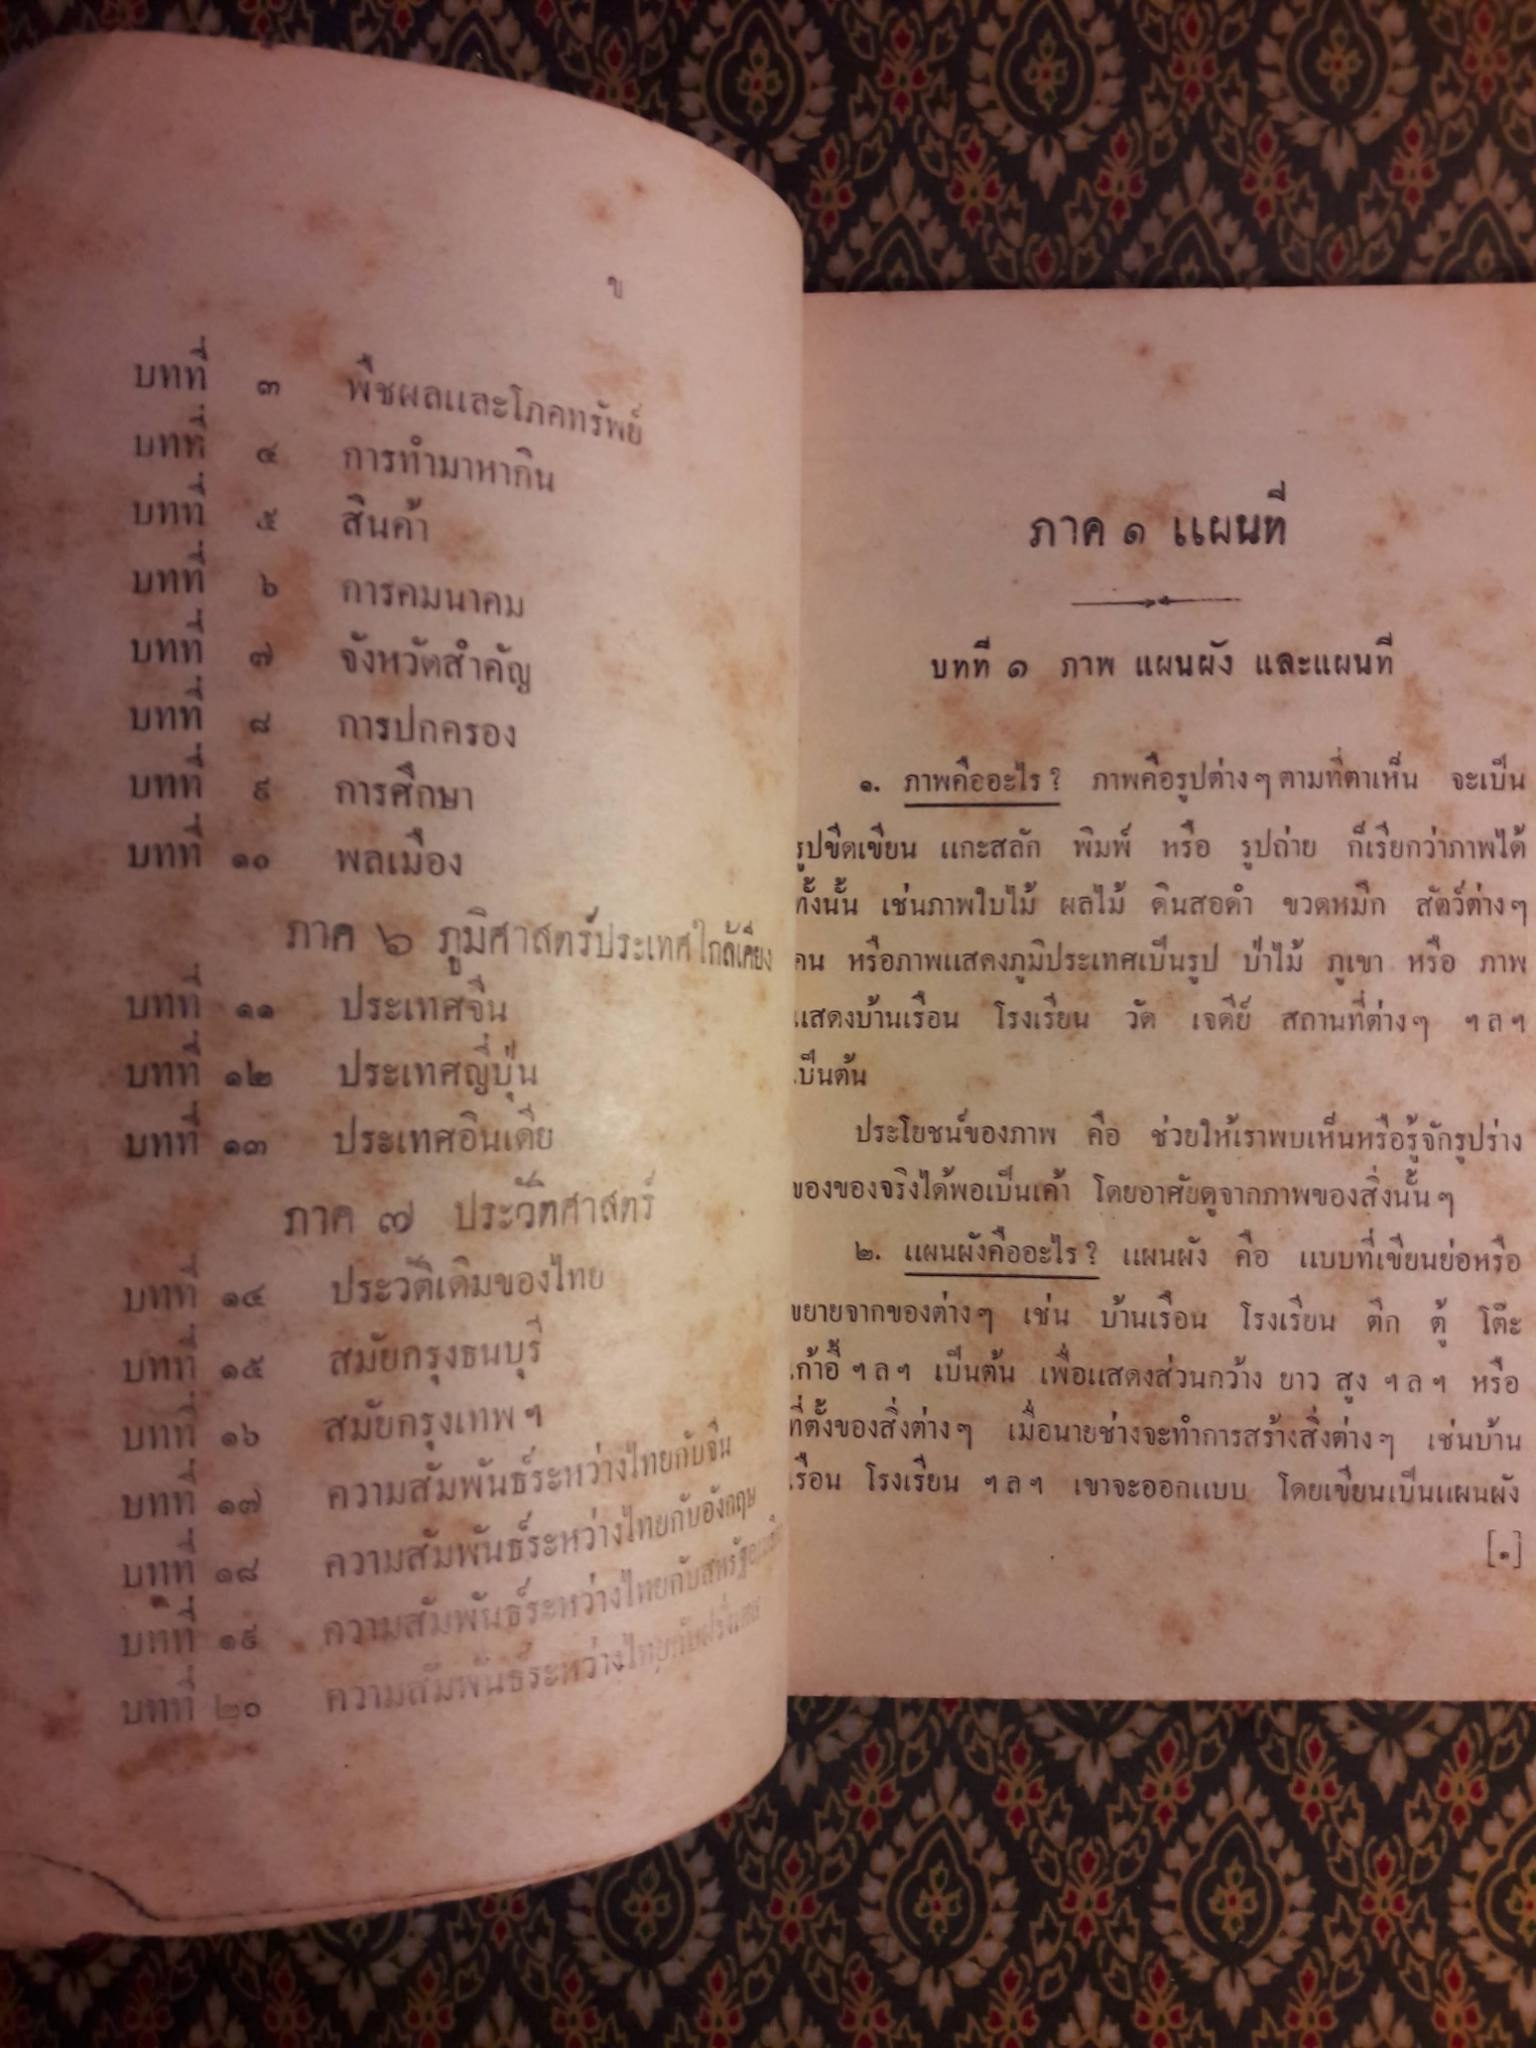 ข
บทที่ ๓ พืชผลและโภคทรัพย์
บทที่ ๔ การทำมาหากิน
บทที่ ๕ สินค้า
บทที่ ๖ การคมนาคม
บทที่ ๗ จังหวัดสำคัญ
บทที่ ๘ การปกครอง
บทที่ ๙ การศึกษา
บทที่ ๑๐ พลเมือง
ภาค ๖ ภูมิศาสตร์ประเทศใกล้เคียง
บทที่ ๑๑ ประเทศจีน
บทที่ ๑๒ ประเทศญี่ปุ่น
บทที่ ๑๓ ประเทศอินเดีย
ภาค ๗ ประวัติศาสตร์
บทที่ ๑๔ ประวัติเดิมของไทย
บทที่ ๑๕ สมัยกรุงธนบุรี
บทที่ ๑๖ สมัยกรุงเทพ ฯ
บทที่ ๑๗ ความสัมพันธ์ระหว่างไทยกับจีน
บทที่ ๑๘ ความสัมพันธ์ระหว่างไทยกับอังกฤษ
บทที่ ๑๙ ความสัมพันธ์ระหว่างไทยกับสหรัฐ
บทที่ ๒๐ ความสัมพันธ์ระหว่างไทยกับฝรั่งเศส
ภาค ๑ แผนที่
บทที่ ๑ ภาพ แผนผัง และแผนที่
๑. ภาพคืออะไร ? ภาพคือรูปต่าง ๆ ตามที่ตาเห็น จะเป็น
รูปขีดเขียน แกะสลัก พิมพ์ หรือ รูปถ่าย ก็เรียกว่าภาพได้
ทั้งนั้น เช่นภาพใบไม้ ผลไม้ ดินสอดำ ขวดหมึก สัตว์ต่างๆ
คน หรือภาพแสดงภูมิประเทศเป็นรูป ป่าไม้ ภูเขา หรือ ภาพ
แสดงบ้านเรือน โรงเรียน วัด เจดีย์ สถานที่ต่างๆ ฯ ล ฯ
เป็นต้น
ประโยชน์ของภาพ คือ ช่วยให้เราพบเห็นหรือรู้จักรูปร่าง
ของของจริงได้พอเป็นเค้า โดยอาศัยดูจากภาพของสิ่งนั้น ๆ
๒. แผนผังคืออะไร ? แผนผัง คือ แบบที่เขียนย่อหรือ
ขยายจากของต่างๆ เช่น บ้านเรือน โรงเรียน ตึก ตู้ โต๊ะ
เก้าอี้ ฯ ล ฯ เป็นต้น เพื่อแสดงส่วนกว้าง ยาว สูง ฯ ล ฯ หรือ
ที่ตั้งของสิ่งต่างๆ เมื่อนายช่างจะทำการสร้างสิ่งต่างๆ เช่นบ้าน
เรือน โรงเรียน ฯ ล ฯ เขาจะออกแบบ โดยเขียนเป็นแผนผัง
[๑]